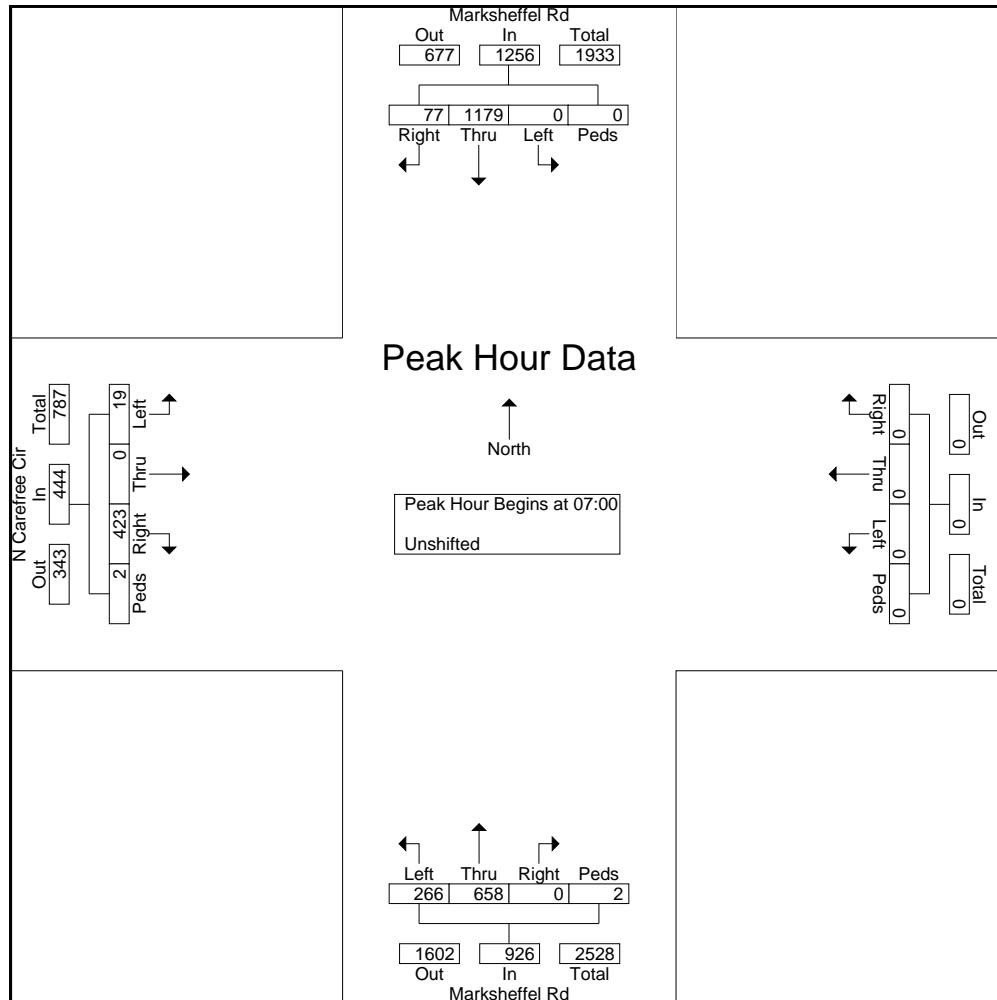 Marksheffel Rd
Out In Total
677 1256 1933
77 1179 0 0
Right Thru Left Peds
Peak Hour Data
North
Peak Hour Begins at 07:00
Unshifted
N Carefree Cir
Total In Out
787 444 343
19 0 423 2
Left Thru Right Peds
Right Thru Left Peds
0 0 0 0
Out In Total
0 0 0
Left Thru Right Peds
266 658 0 2
1602 926 2528
Out In Total
Marksheffel Rd